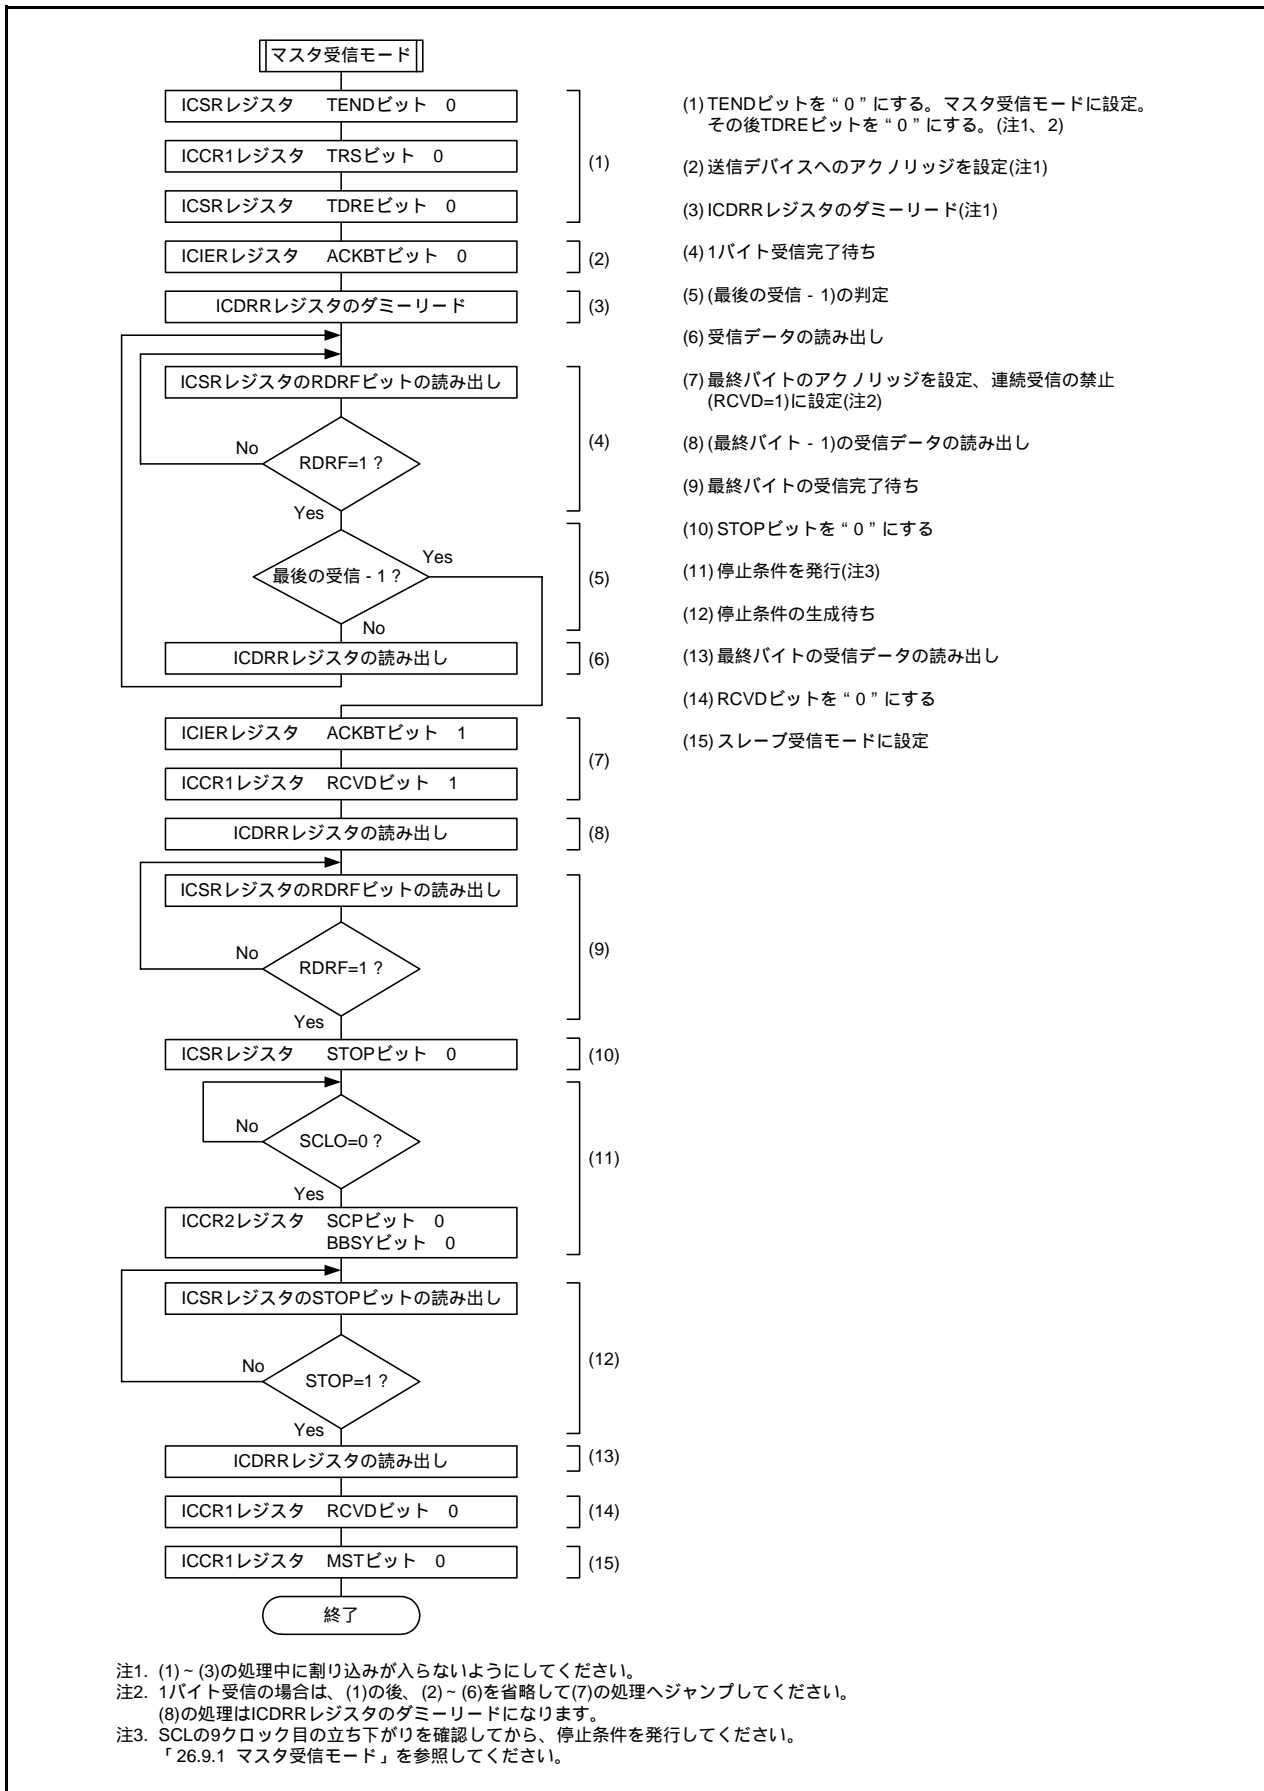 マスタ受信モード
ICSRレジスタ TENDビット 0
ICCR1レジスタ TRSビット 0
ICSRレジスタ TDREビット 0
(1)
ICIERレジスタ ACKBTビット 0
(2)
ICDRRレジスタのダミーリード
(3)
ICSRレジスタのRDRFビットの読み出し
RDRF=1 ?
No
Yes
(4)
最後の受信 - 1 ?
Yes
No
(5)
ICDRRレジスタの読み出し
(6)
ICIERレジスタ ACKBTビット 1
ICCR1レジスタ RCVDビット 1
(7)
ICDRRレジスタの読み出し
(8)
ICSRレジスタのRDRFビットの読み出し
No
RDRF=1 ?
Yes
(9)
ICSRレジスタ STOPビット 0
(10)
No
SCLO=0 ?
Yes
ICCR2レジスタ SCPビット 0
BBSYビット 0
(11)
ICSRレジスタのSTOPビットの読み出し
No
STOP=1 ?
Yes
(12)
ICDRRレジスタの読み出し
(13)
ICCR1レジスタ RCVDビット 0
(14)
ICCR1レジスタ MSTビット 0
(15)
終了
(1) TENDビットを“0”にする。マスタ受信モードに設定。
その後TDREビットを“0”にする。(注1、2)
(2) 送信デバイスへのアクノリッジを設定(注1)
(3) ICDRRレジスタのダミーリード(注1)
(4) 1バイト受信完了待ち
(5) (最後の受信 - 1)の判定
(6) 受信データの読み出し
(7) 最終バイトのアクノリッジを設定、連続受信の禁止
(RCVD=1)に設定(注2)
(8) (最終バイト - 1)の受信データの読み出し
(9) 最終バイトの受信完了待ち
(10) STOPビットを“0”にする
(11) 停止条件を発行(注3)
(12) 停止条件の生成待ち
(13) 最終バイトの受信データの読み出し
(14) RCVDビットを“0”にする
(15) スレーブ受信モードに設定
注1. (1)~(3)の処理中に割り込みが入らないようにしてください。
注2. 1バイト受信の場合は、(1)の後、(2)~(6)を省略して(7)の処理へジャンプしてください。
(8)の処理はICDRRレジスタのダミーリードになります。
注3. SCLの9クロック目の立ち下がりを確認してから、停止条件を発行してください。
「26.9.1 マスタ受信モード」を参照してください。